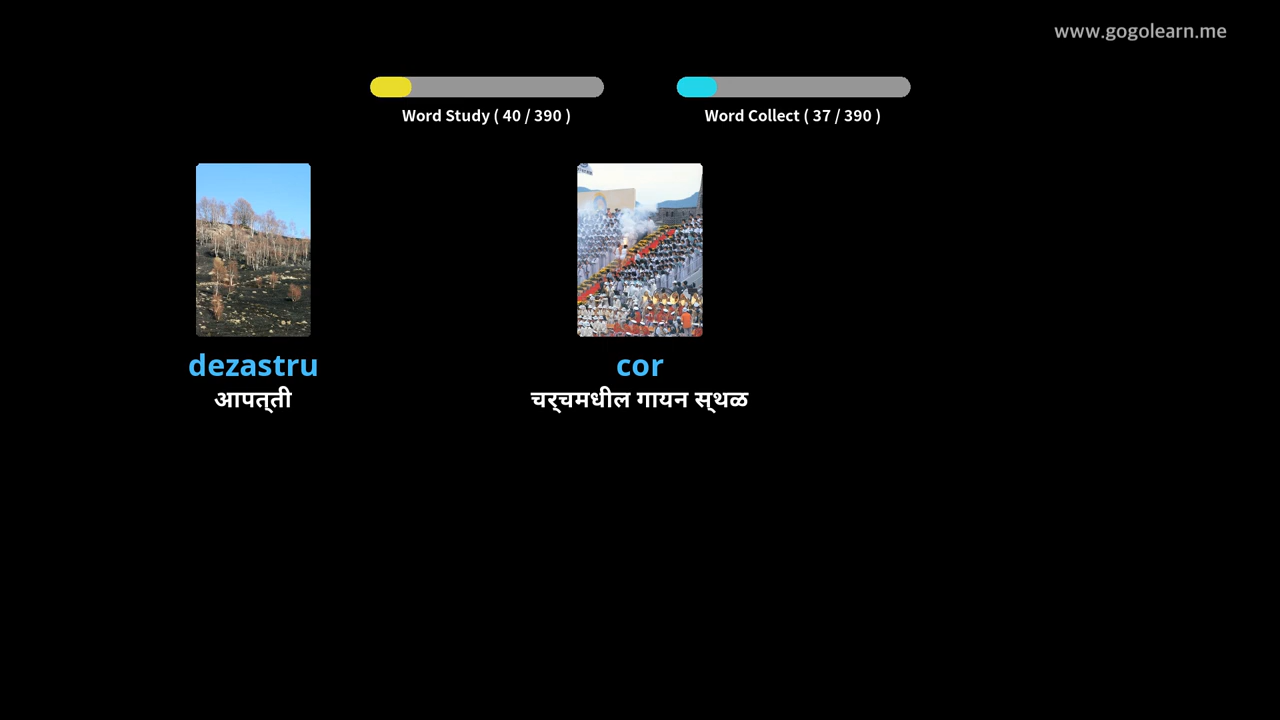 www.gogolearn.me
Word Study ( 40 / 390 )
Word Collect ( 37 / 390 )
dezastru
आपत्ती
cor
चर्चमधील गायन स्थळ